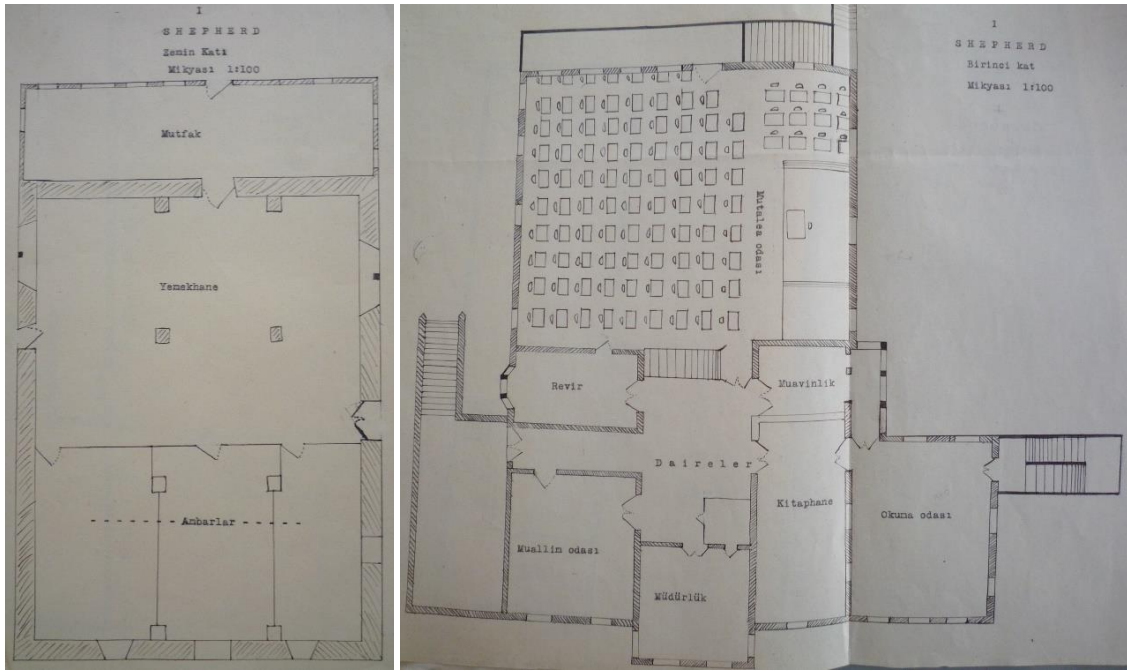 I
SHEPHERD
Zemin Katı
Mikyası 1:100
Mutfak
Yemekhane
Ambarlar
I
SHEPHERD
Birinci kat
Mikyası 1:100
Mutalea odası
Revir
Muavinlik
Daireler
Kitaphane
Okuma odası
Muallim odası
Müdürlük